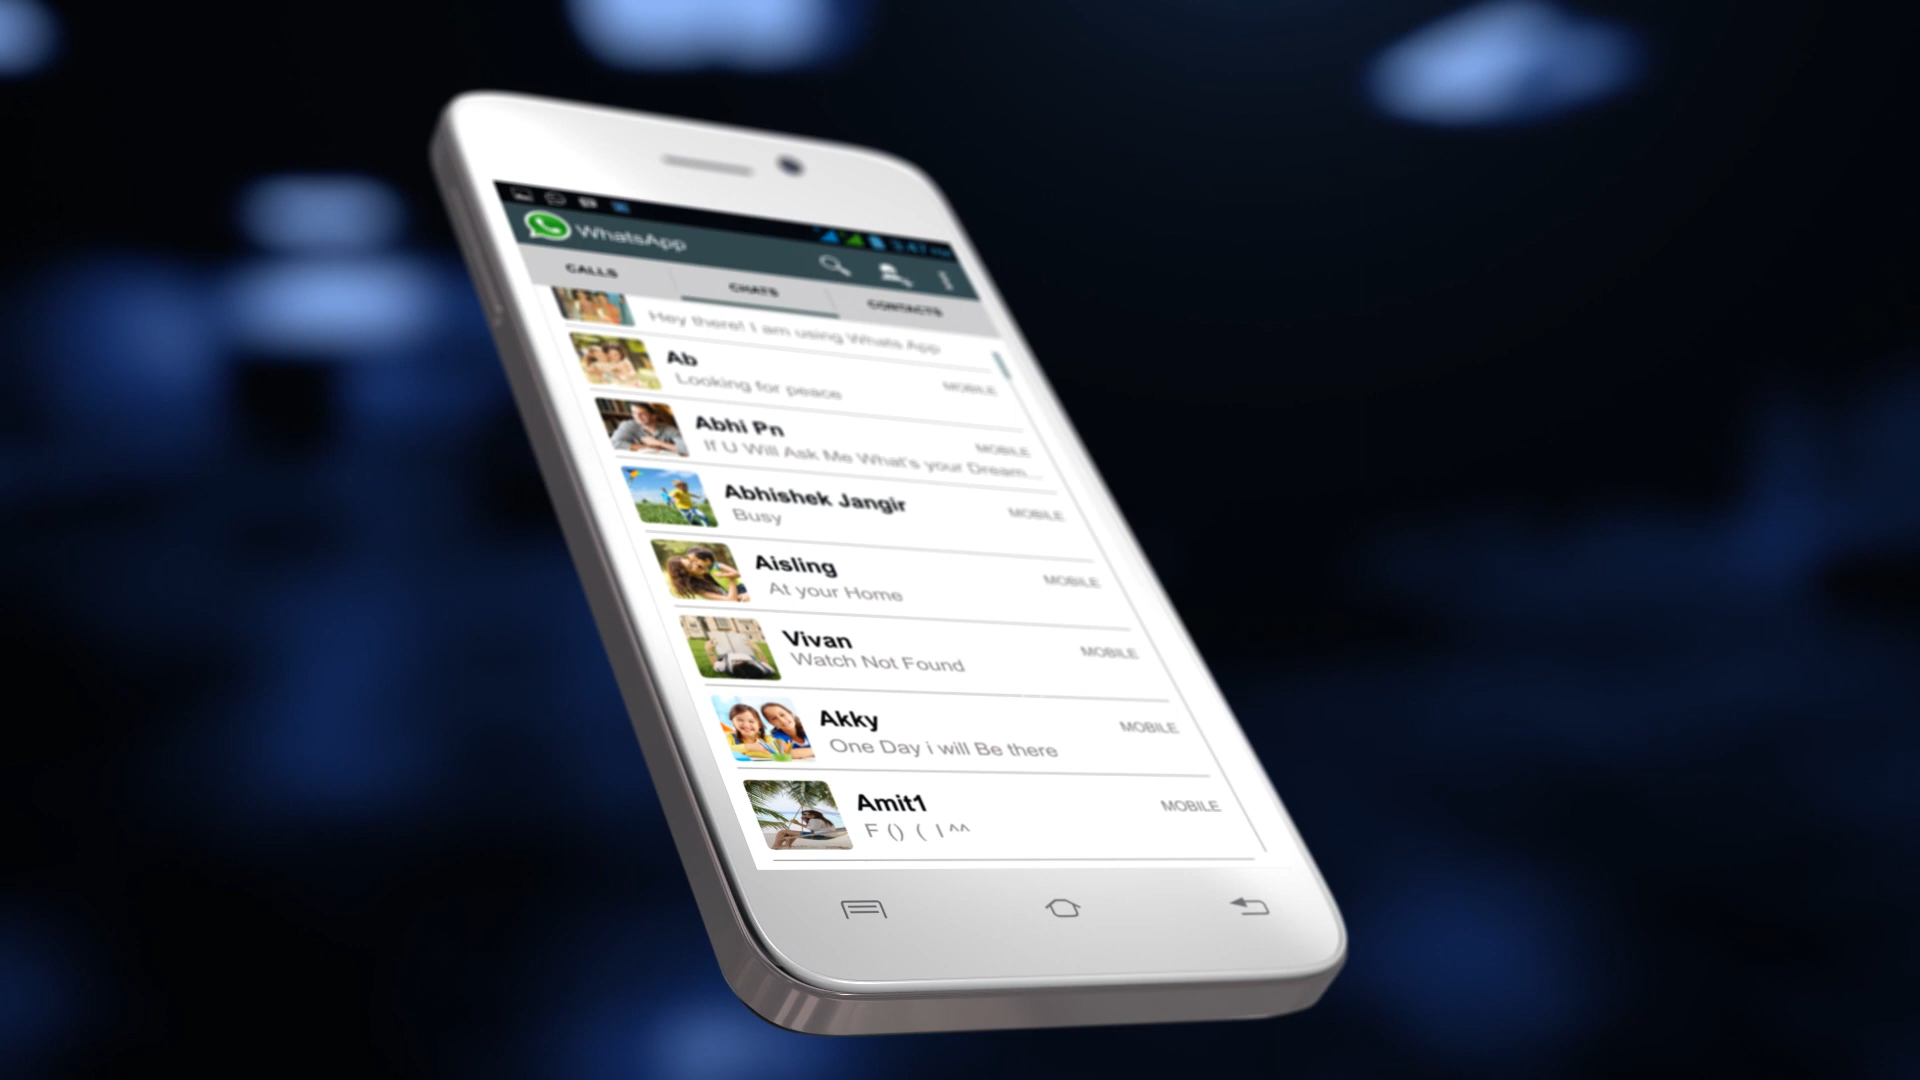 WhatsApp
CALLS
CHATS
CONTACTS
Hey there! I am using Whats App
Ab
Looking for peace
MOBILE
Abhi Pn
If U Will Ask Me What's your Dream...
MOBILE
Abhishek Jangir
Busy
MOBILE
Aisling
At your Home
MOBILE
Vivan
Watch Not Found
MOBILE
Akky
One Day i will Be there
MOBILE
Amit1
F () ( I ^^
MOBILE